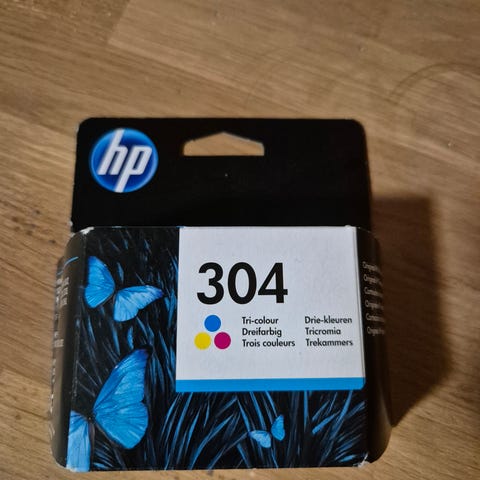 hp
304
Tri-colour Drie-kleuren
Dreifarbig Tricromia
Trois couleurs Trekammers